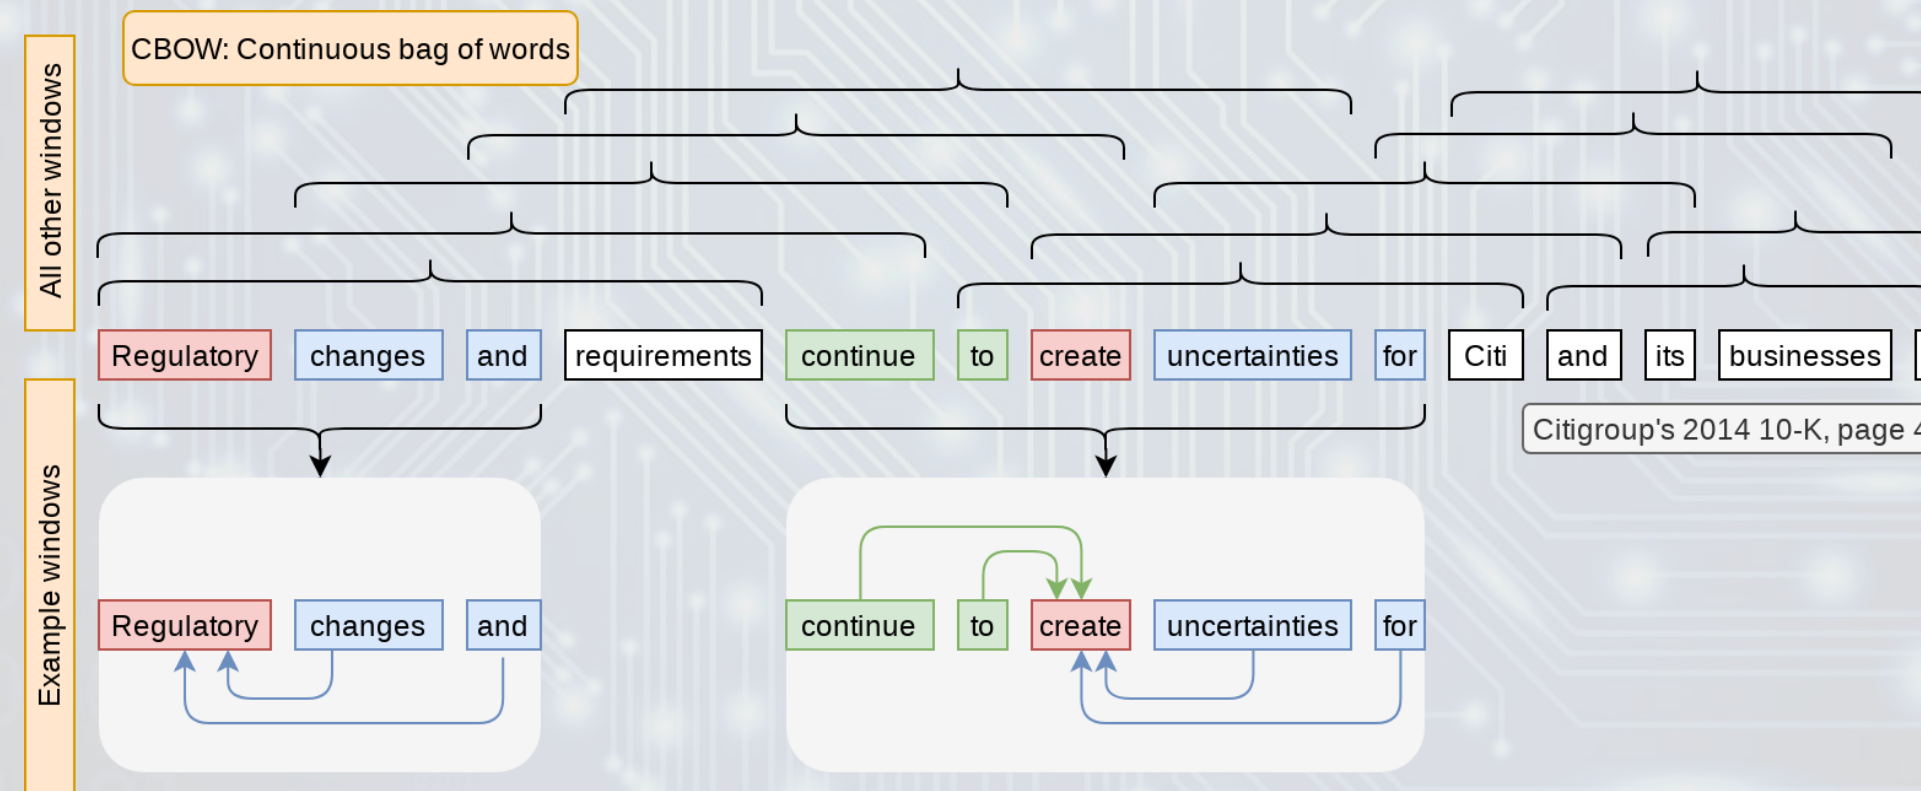 CBOW: Continuous bag of words
All other windows
Regulatory changes and requirements continue to create uncertainties for Citi and its businesses
Citigroup's 2014 10-K, page
Example windows
Regulatory changes and
continue to create uncertainties for